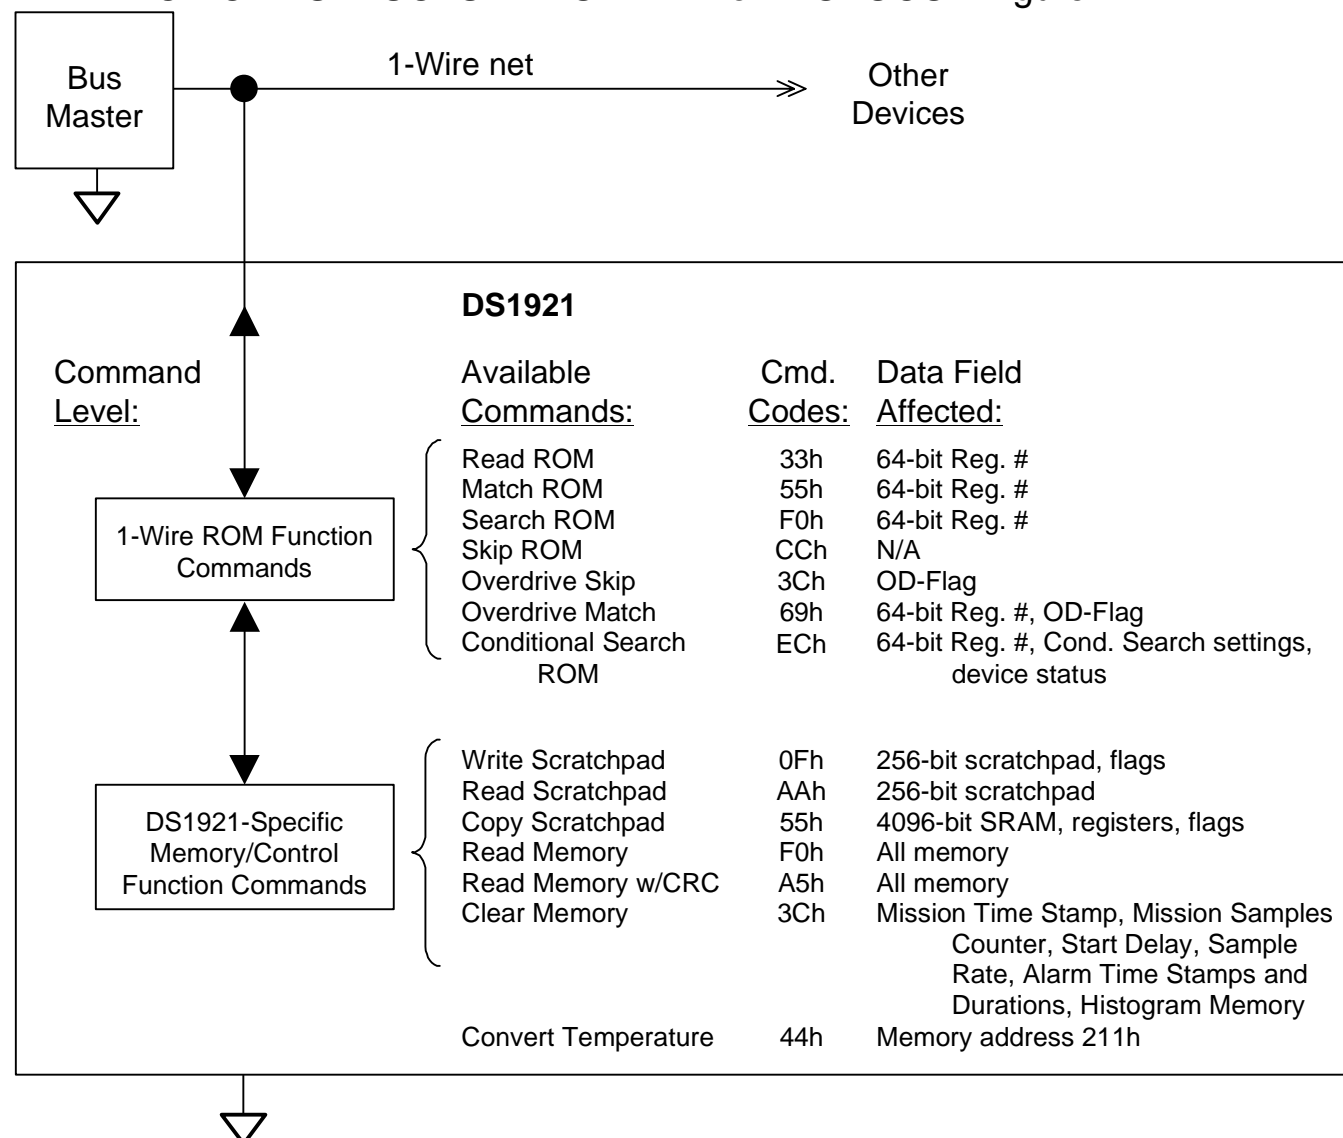 Bus
Master
1-Wire net
Other
Devices
DS1921
Command
Level:
Available
Commands:
Cmd.
Codes:
Data Field
Affected:
1-Wire ROM Function
Commands
Read ROM 33h 64-bit Reg. #
Match ROM 55h 64-bit Reg. #
Search ROM F0h 64-bit Reg. #
Skip ROM CCh N/A
Overdrive Skip 3Ch OD-Flag
Overdrive Match 69h 64-bit Reg. #, OD-Flag
Conditional Search ECh 64-bit Reg. #, Cond. Search settings,
ROM device status
DS1921-Specific
Memory/Control
Function Commands
Write Scratchpad 0Fh 256-bit scratchpad, flags
Read Scratchpad AAh 256-bit scratchpad
Copy Scratchpad 55h 4096-bit SRAM, registers, flags
Read Memory F0h All memory
Read Memory w/CRC A5h All memory
Clear Memory 3Ch Mission Time Stamp, Mission Samples
Counter, Start Delay, Sample
Rate, Alarm Time Stamps and
Durations, Histogram Memory
Convert Temperature 44h Memory address 211h